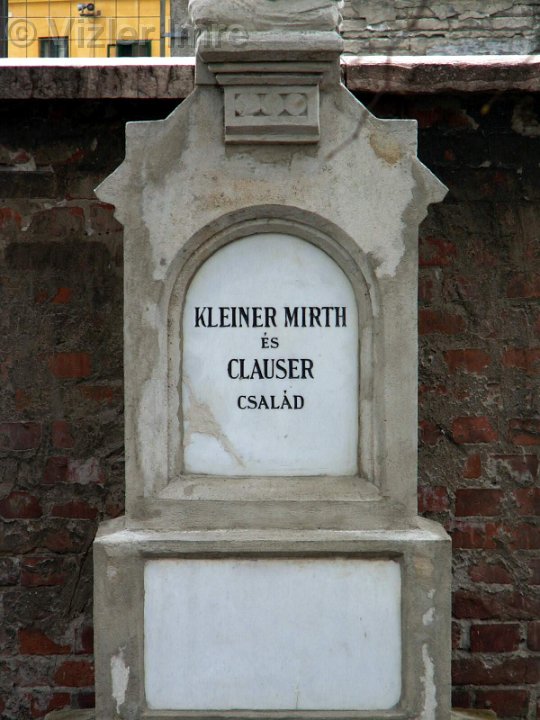 © Vizler Imre
KLEINER MIRTH
ÉS
CLAUSER
CSALÁD